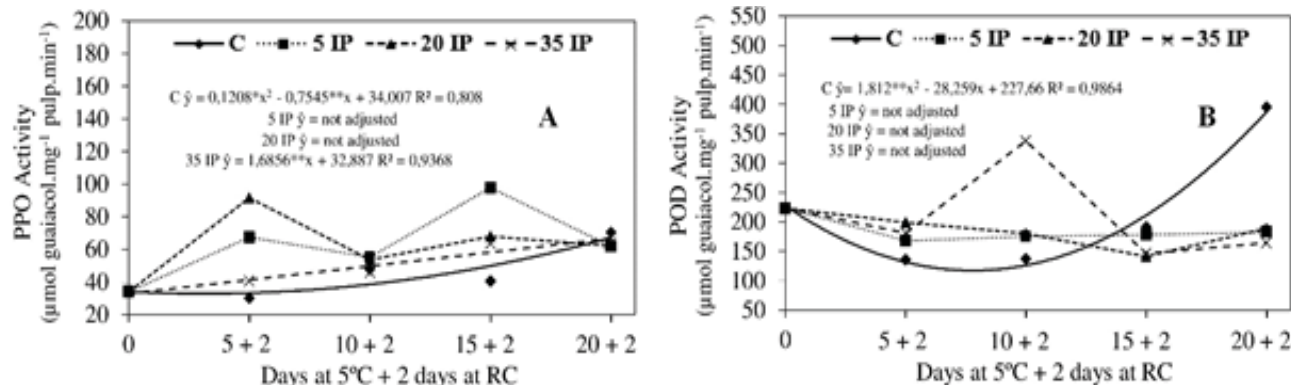 200
180
160
140
120
100
80
60
40
20
PPO Activity
(µmol guaiacol.mg⁻¹ pulp.min⁻¹)
C 5 IP 20 IP 35 IP
C ŷ = 0,1208*x² - 0,7545**x + 34,007 R² = 0,808
5 IP ŷ = not adjusted
20 IP ŷ = not adjusted
35 IP ŷ = 1,6856**x + 32,887 R² = 0,9368
A
0 5 + 2 10 + 2 15 + 2 20 + 2
Days at 5ºC + 2 days at RC
550
500
450
400
350
300
250
200
150
100
50
POD Activity
(µmol guaiacol.mg⁻¹ pulp.min⁻¹)
C 5 IP 20 IP 35 IP
C ŷ= 1,812**x² - 28,259x + 227,66 R² = 0,9864
5 IP ŷ = not adjusted
20 IP ŷ = not adjusted
35 IP ŷ = not adjusted
B
0 5 + 2 10 + 2 15 + 2 20 + 2
Days at 5ºC + 2 days at RC